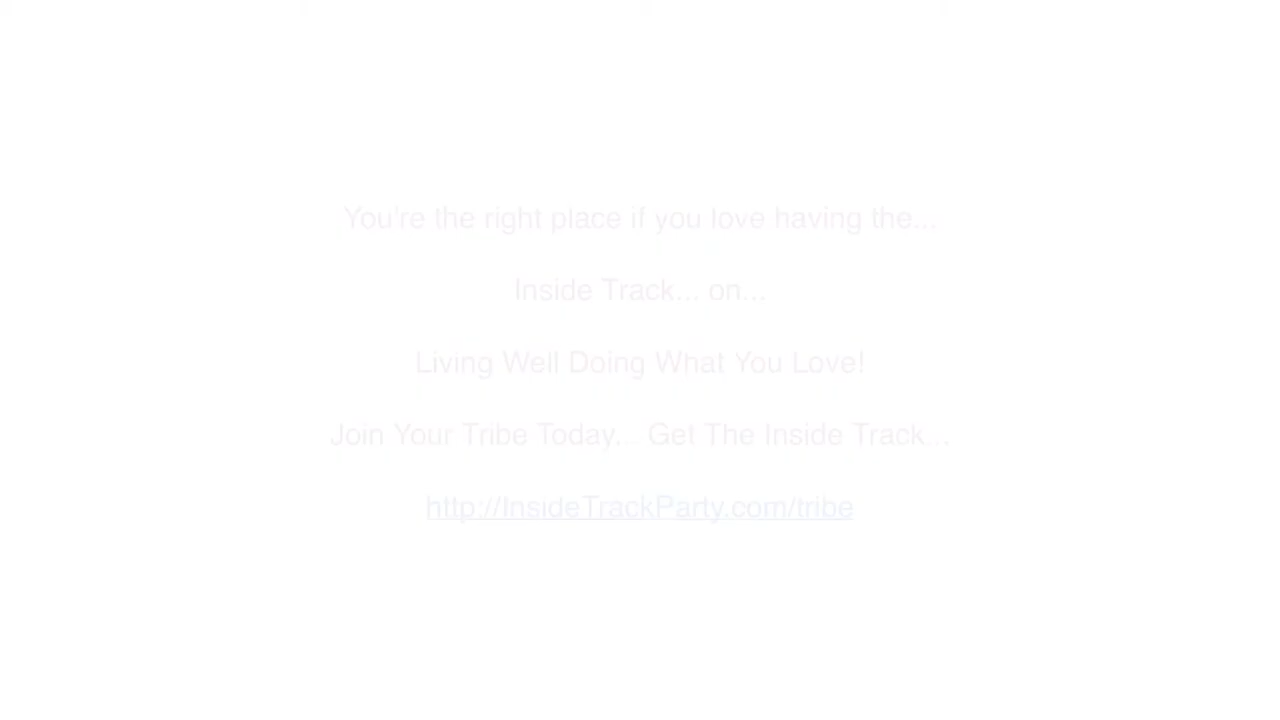 You're the right place if you love having the...
Inside Track... on...
Living Well Doing What You Love!
Join Your Tribe Today... Get The Inside Track...
http://InsideTrackParty.com/tribe